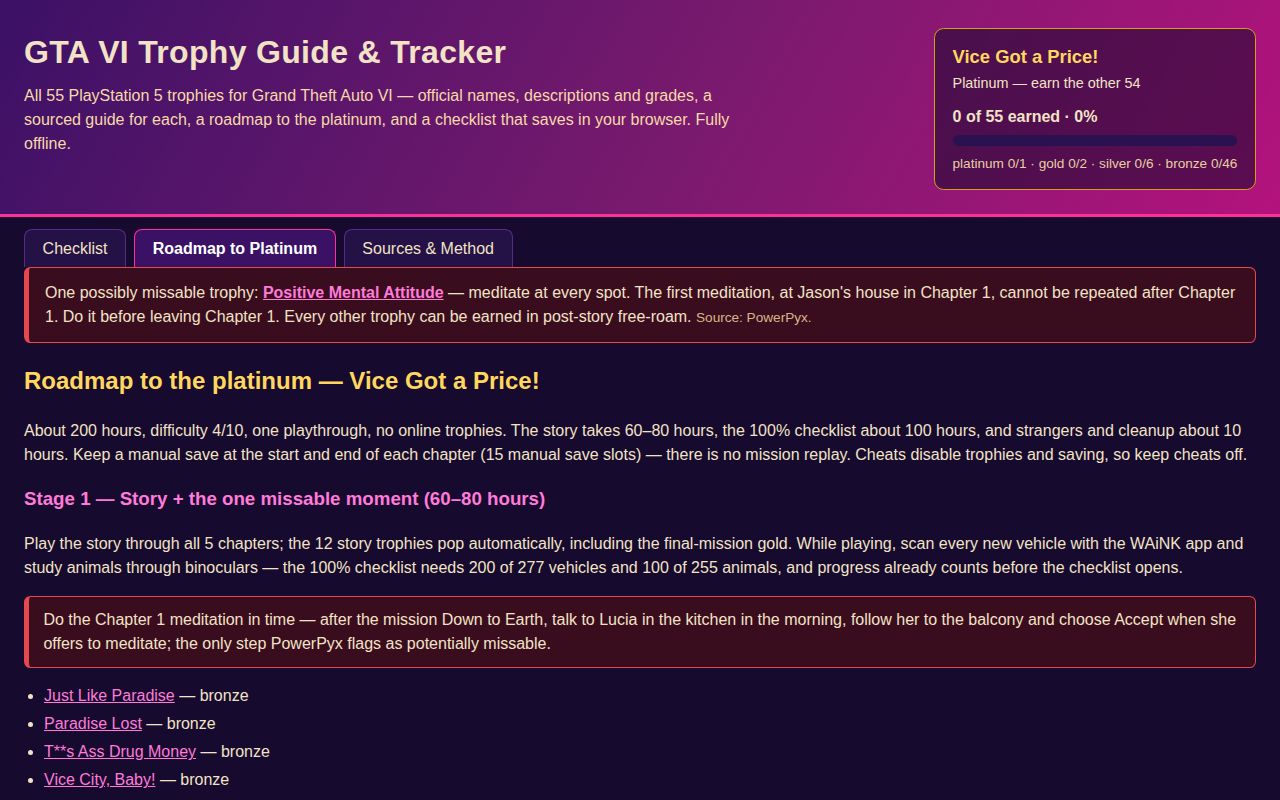 GTA VI Trophy Guide & Tracker
All 55 PlayStation 5 trophies for Grand Theft Auto VI — official names, descriptions and grades, a
sourced guide for each, a roadmap to the platinum, and a checklist that saves in your browser. Fully
offline.
Vice Got a Price!
Platinum — earn the other 54
0 of 55 earned · 0%
platinum 0/1 · gold 0/2 · silver 0/6 · bronze 0/46
Checklist
Roadmap to Platinum
Sources & Method
One possibly missable trophy: Positive Mental Attitude — meditate at every spot. The first meditation, at Jason's house in Chapter 1, cannot be repeated after Chapter
1. Do it before leaving Chapter 1. Every other trophy can be earned in post-story free-roam. Source: PowerPyx.
Roadmap to the platinum — Vice Got a Price!
About 200 hours, difficulty 4/10, one playthrough, no online trophies. The story takes 60–80 hours, the 100% checklist about 100 hours, and strangers and cleanup about 10
hours. Keep a manual save at the start and end of each chapter (15 manual save slots) — there is no mission replay. Cheats disable trophies and saving, so keep cheats off.
Stage 1 — Story + the one missable moment (60–80 hours)
Play the story through all 5 chapters; the 12 story trophies pop automatically, including the final-mission gold. While playing, scan every new vehicle with the WAiNK app and
study animals through binoculars — the 100% checklist needs 200 of 277 vehicles and 100 of 255 animals, and progress already counts before the checklist opens.
Do the Chapter 1 meditation in time — after the mission Down to Earth, talk to Lucia in the kitchen in the morning, follow her to the balcony and choose Accept when she
offers to meditate; the only step PowerPyx flags as potentially missable.
• Just Like Paradise — bronze
• Paradise Lost — bronze
• T**s Ass Drug Money — bronze
• Vice City, Baby! — bronze